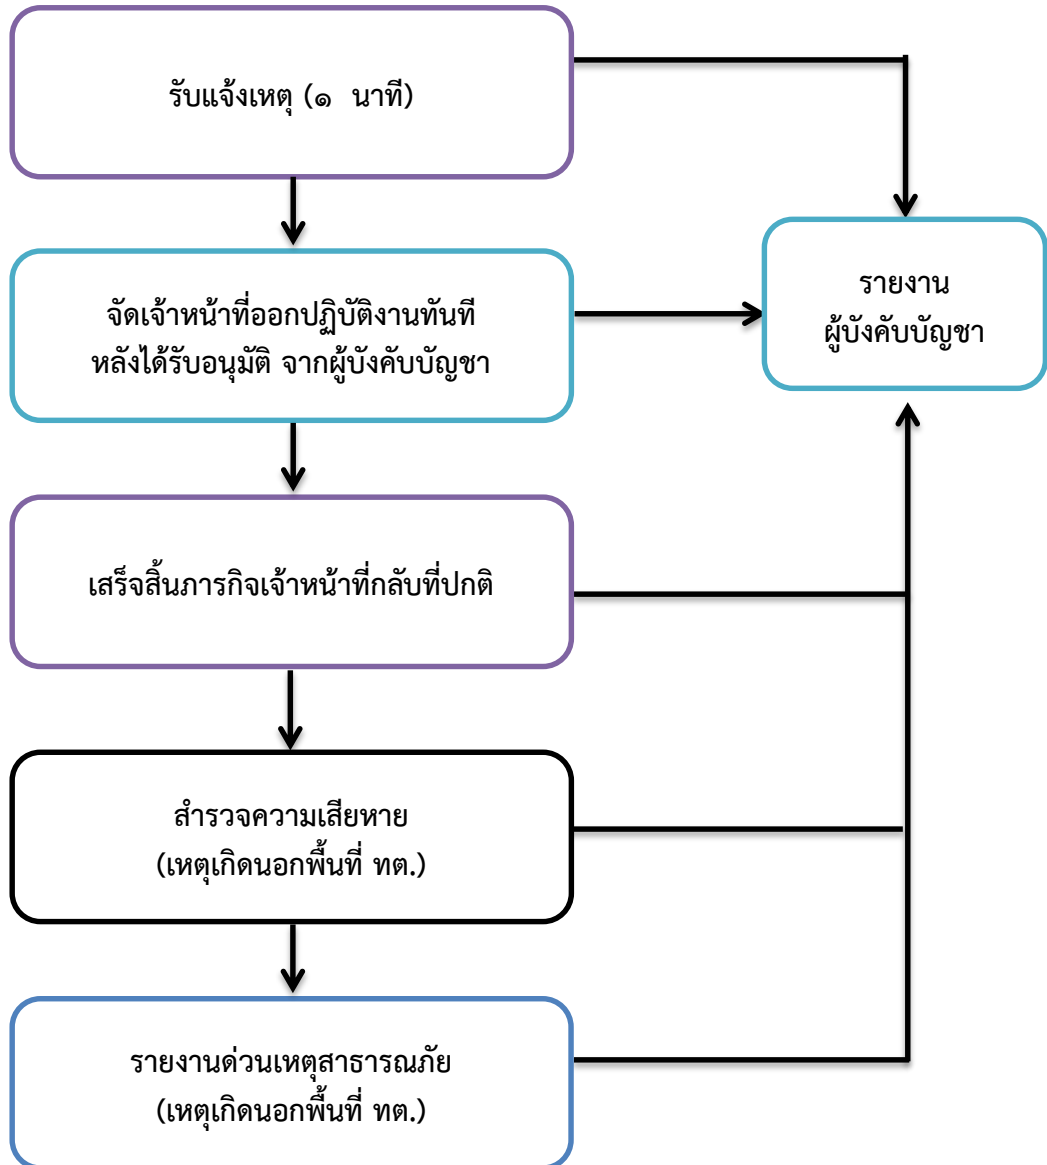 รับแจ้งเหตุ (๑ นาที)
จัดเจ้าหน้าที่ออกปฏิบัติงานทันที
หลังได้รับอนุมัติ จากผู้บังคับบัญชา
รายงาน
ผู้บังคับบัญชา
เสร็จสิ้นภารกิจเจ้าหน้าที่กลับที่ปกติ
สำรวจความเสียหาย
(เหตุเกิดนอกพื้นที่ ทต.)
รายงานด่วนเหตุสาธารณภัย
(เหตุเกิดนอกพื้นที่ ทต.)